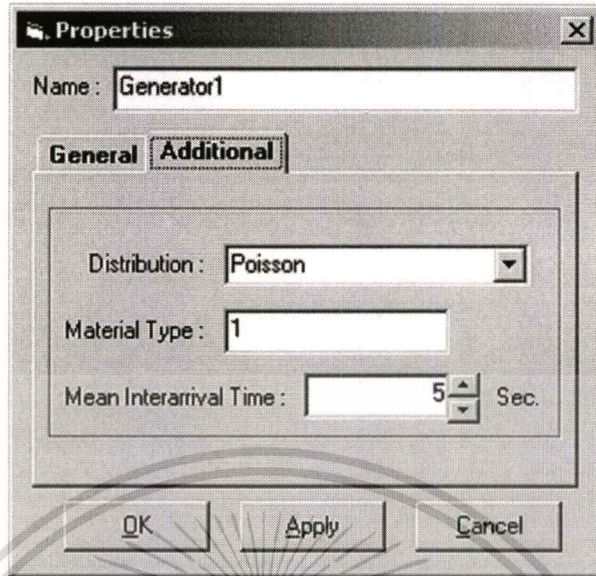 Properties
Name : Generator1
General Additional
Distribution : Poisson
Material Type : 1
Mean Interarrival Time : 5 Sec.
OK Apply Cancel